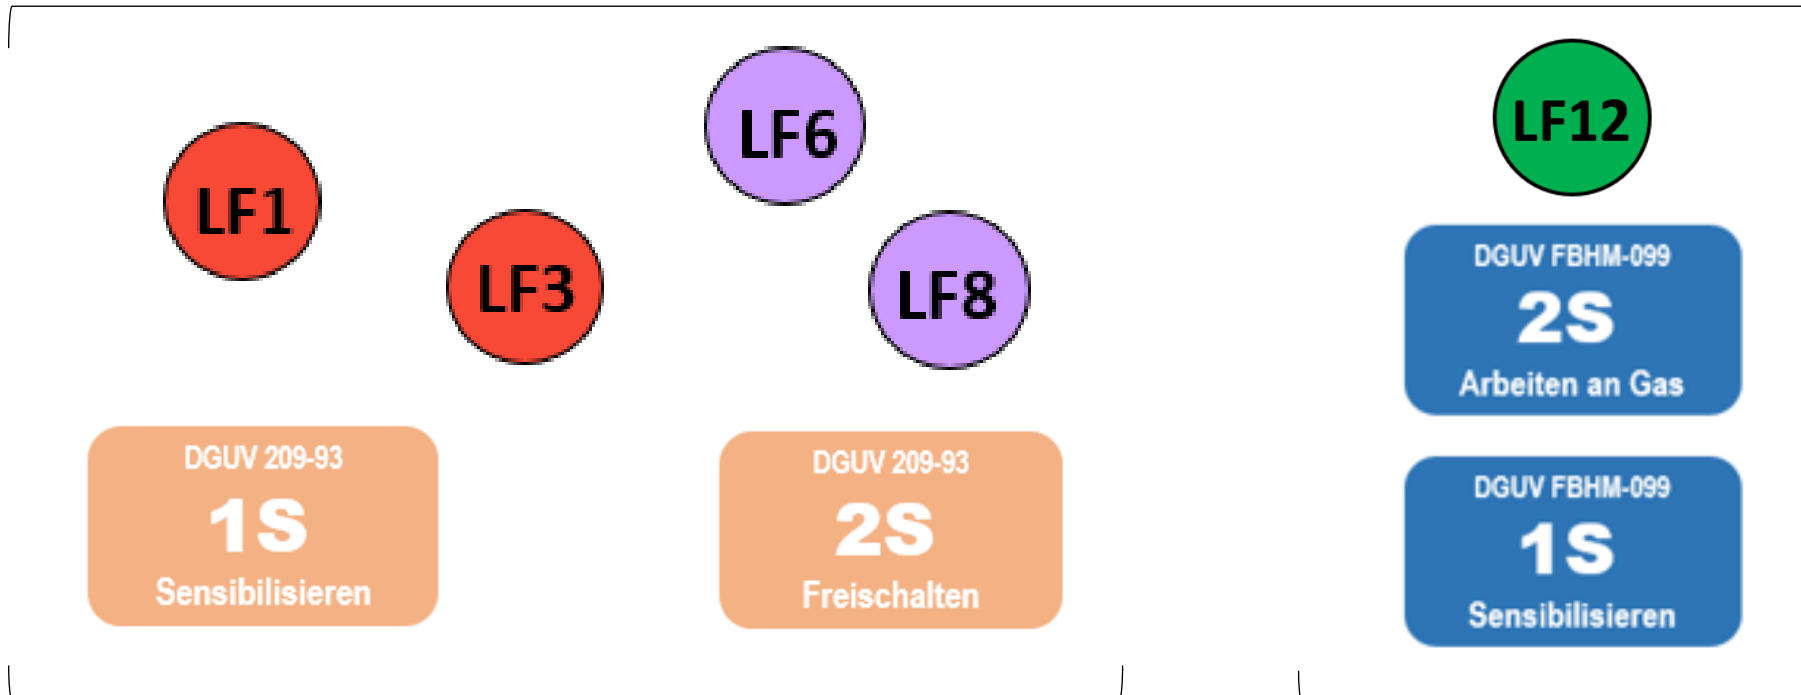 LF1
LF3
LF6
LF8
LF12
DGUV 209-93
1S
Sensibilisieren
DGUV 209-93
2S
Freischalten
DGUV FBHM-099
2S
Arbeiten an Gas
DGUV FBHM-099
1S
Sensibilisieren